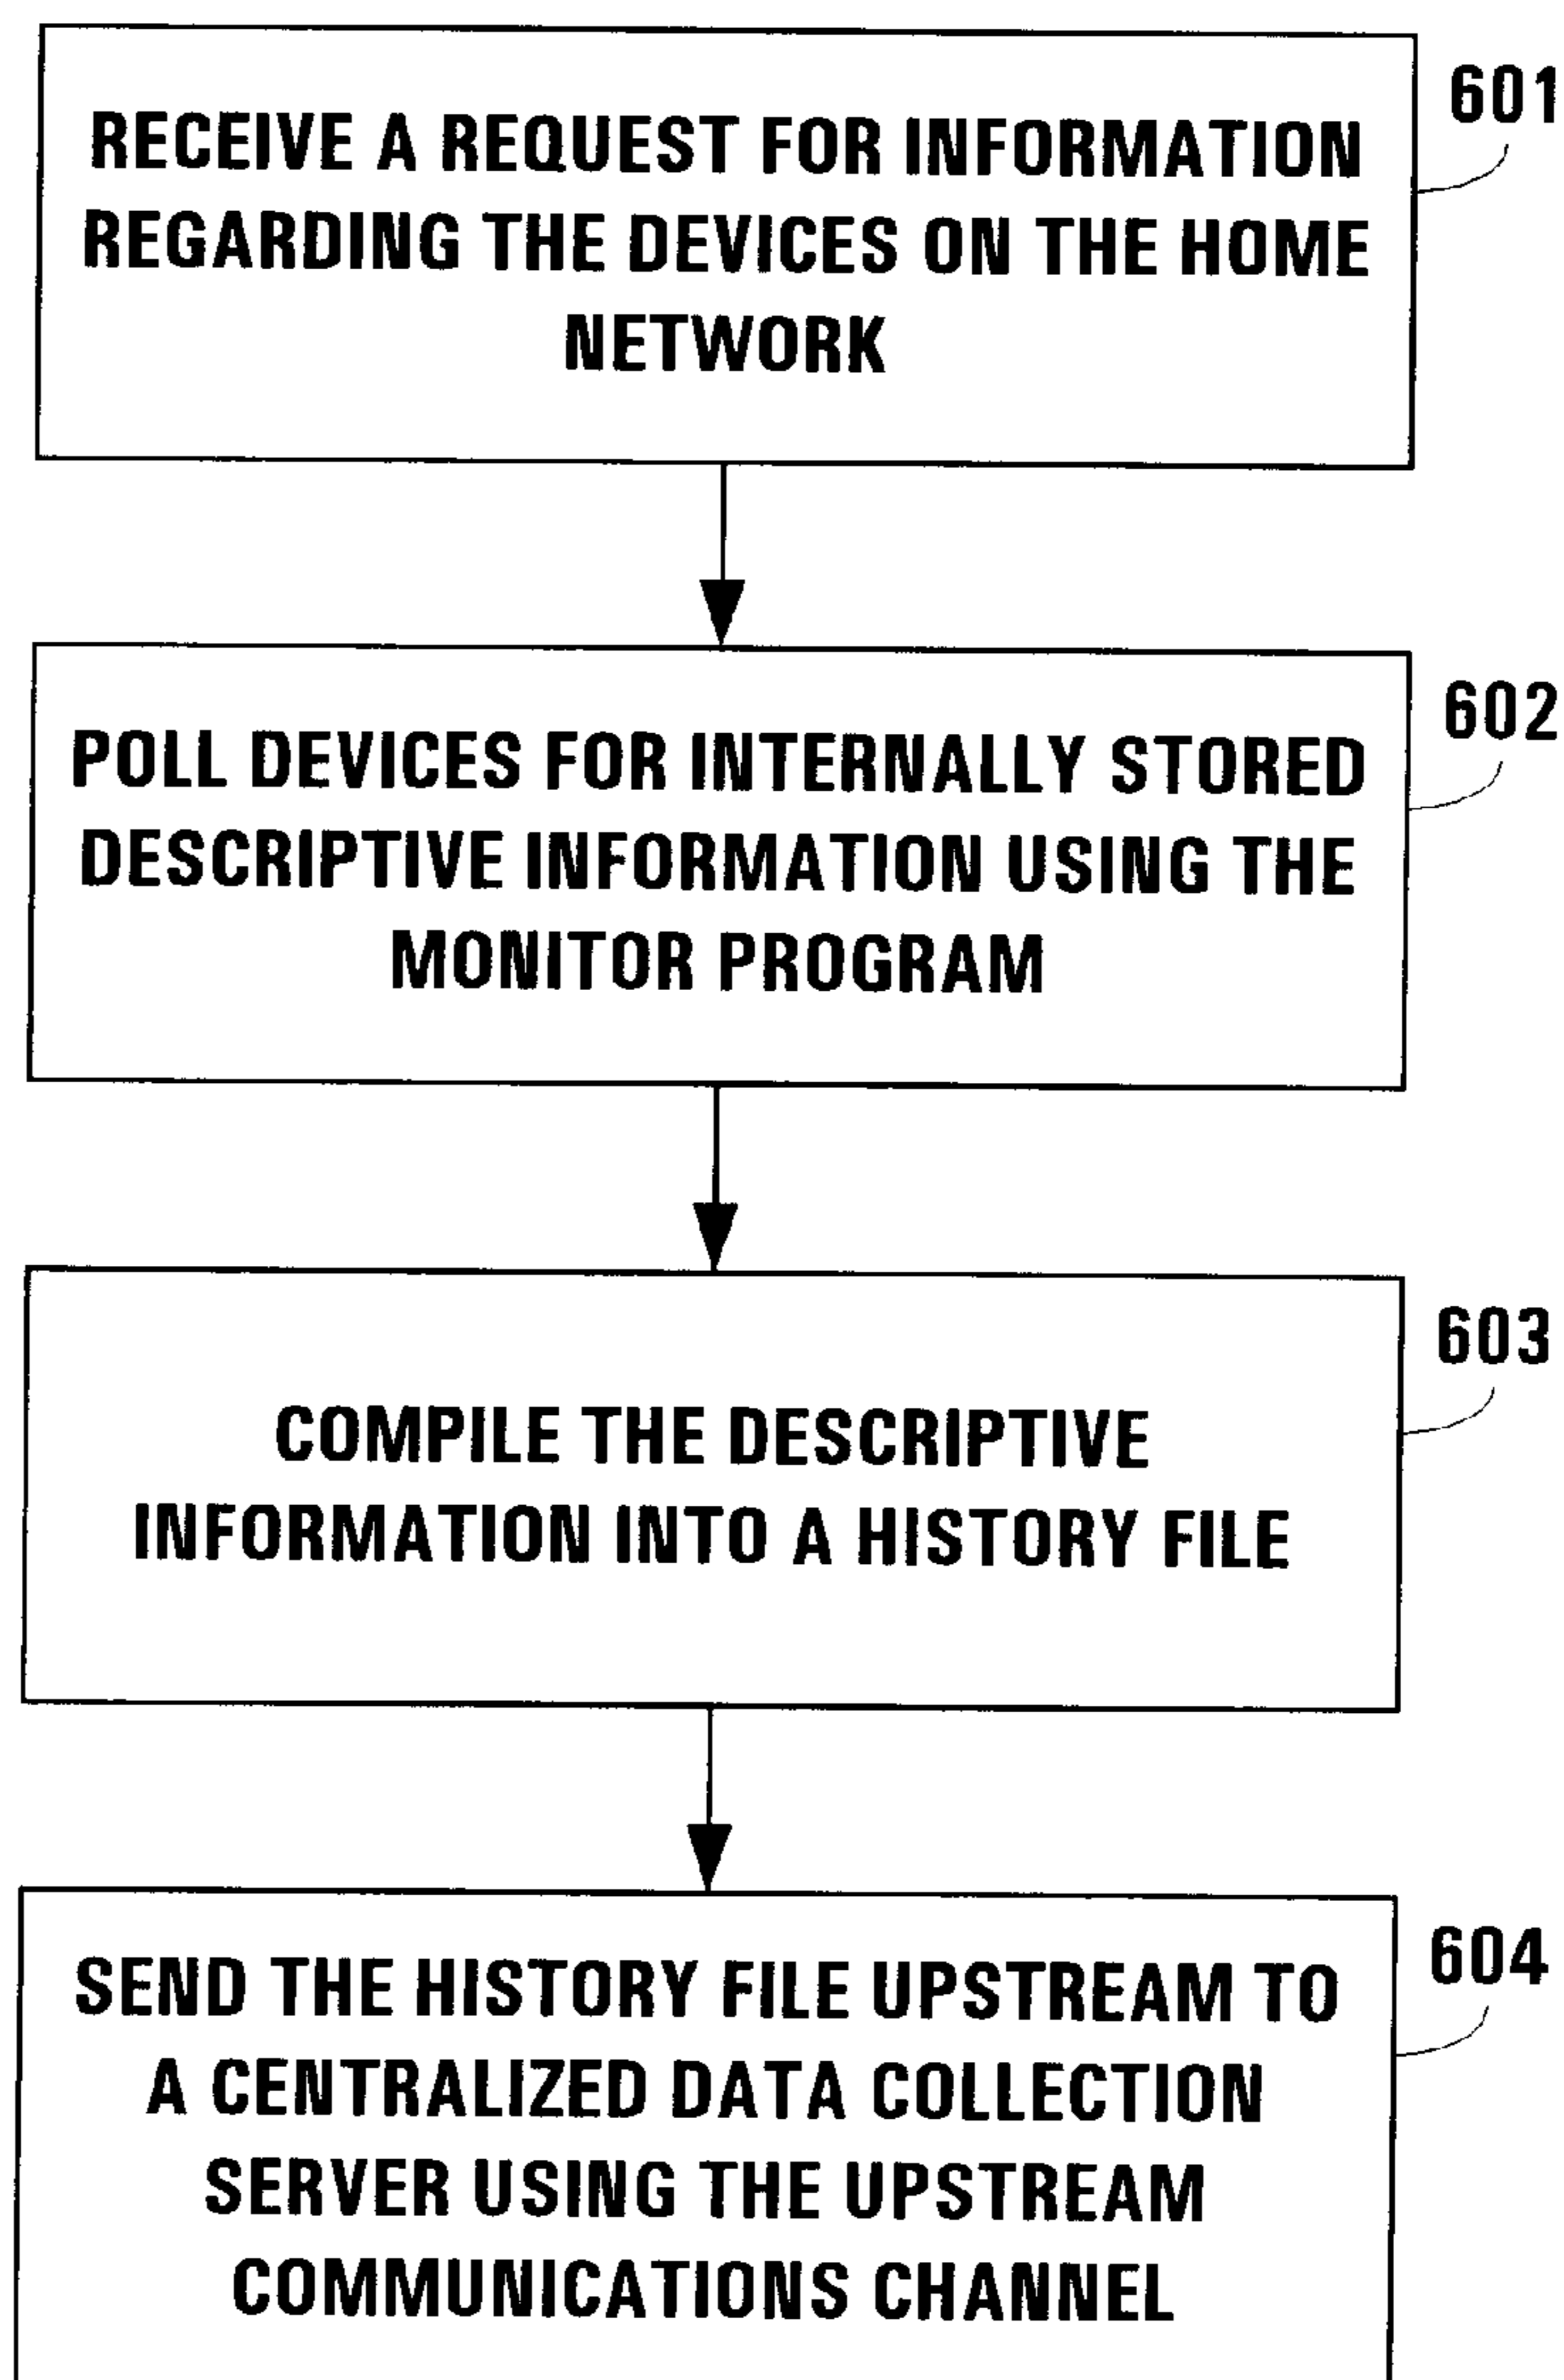 RECEIVE A REQUEST FOR INFORMATION
REGARDING THE DEVICES ON THE HOME
NETWORK
601
POLL DEVICES FOR INTERNALLY STORED
DESCRIPTIVE INFORMATION USING THE
MONITOR PROGRAM
602
COMPILE THE DESCRIPTIVE
INFORMATION INTO A HISTORY FILE
603
SEND THE HISTORY FILE UPSTREAM TO
A CENTRALIZED DATA COLLECTION
SERVER USING THE UPSTREAM
COMMUNICATIONS CHANNEL
604